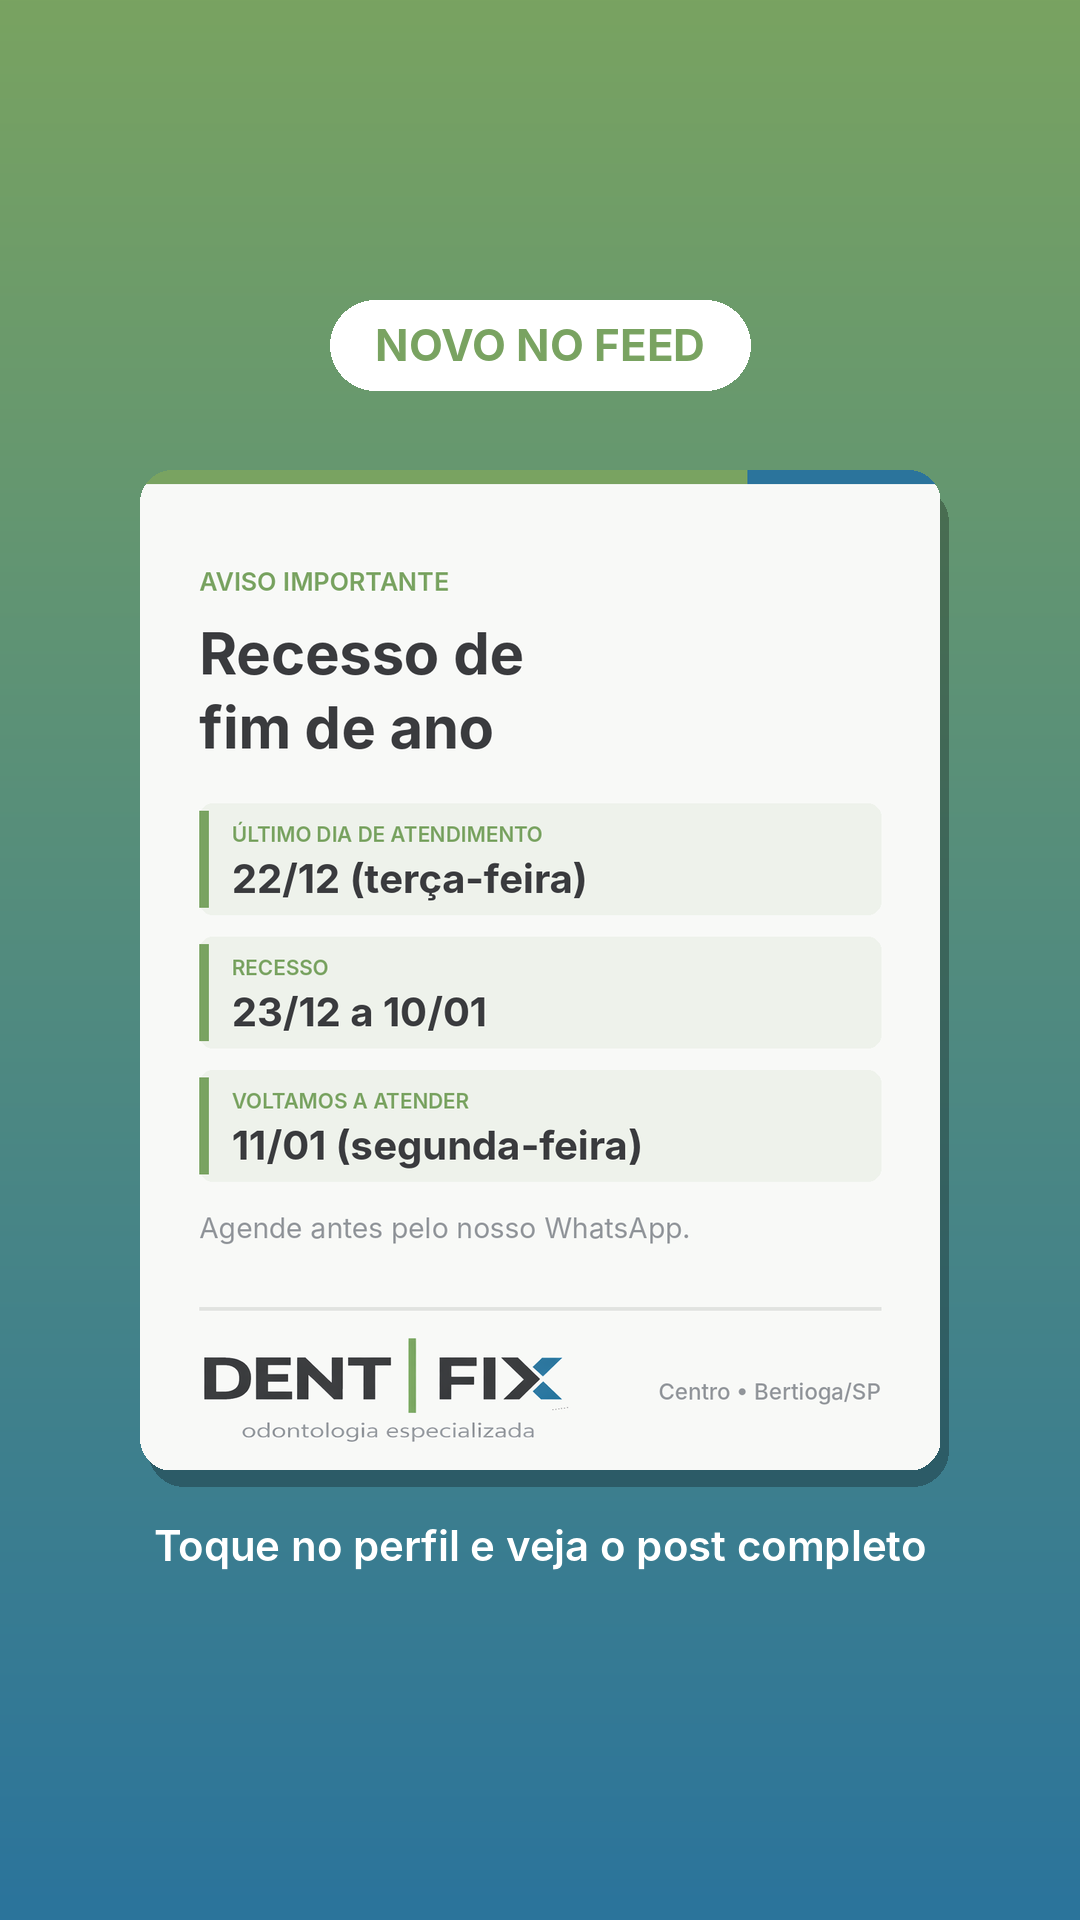 NOVO NO FEED
AVISO IMPORTANTE
Recesso de
fim de ano
ÚLTIMO DIA DE ATENDIMENTO
22/12 (terça-feira)
RECESSO
23/12 a 10/01
VOLTAMOS A ATENDER
11/01 (segunda-feira)
Agende antes pelo nosso WhatsApp.
DENT FIX
odontologia especializada
Centro • Bertioga/SP
Toque no perfil e veja o post completo